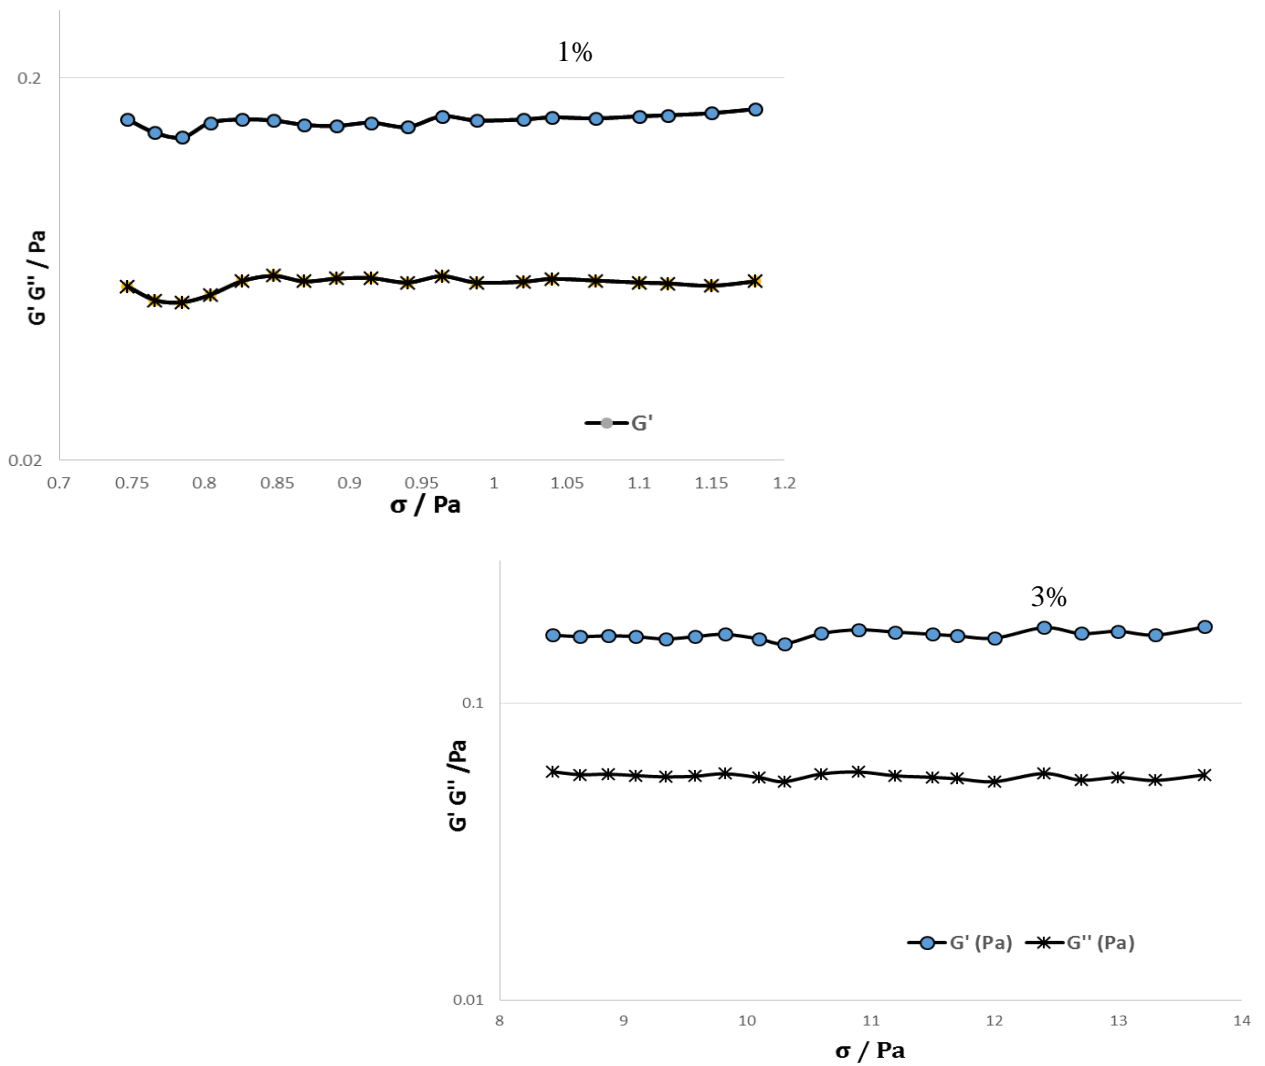 1%
0.2
G' G'' / Pa
G'
0.02
0.7 0.75 0.8 0.85 0.9 0.95 1 1.05 1.1 1.15 1.2
σ / Pa
3%
0.1
G' G'' /Pa
G' (Pa) G'' (Pa)
0.01
8 9 10 11 12 13 14
σ / Pa